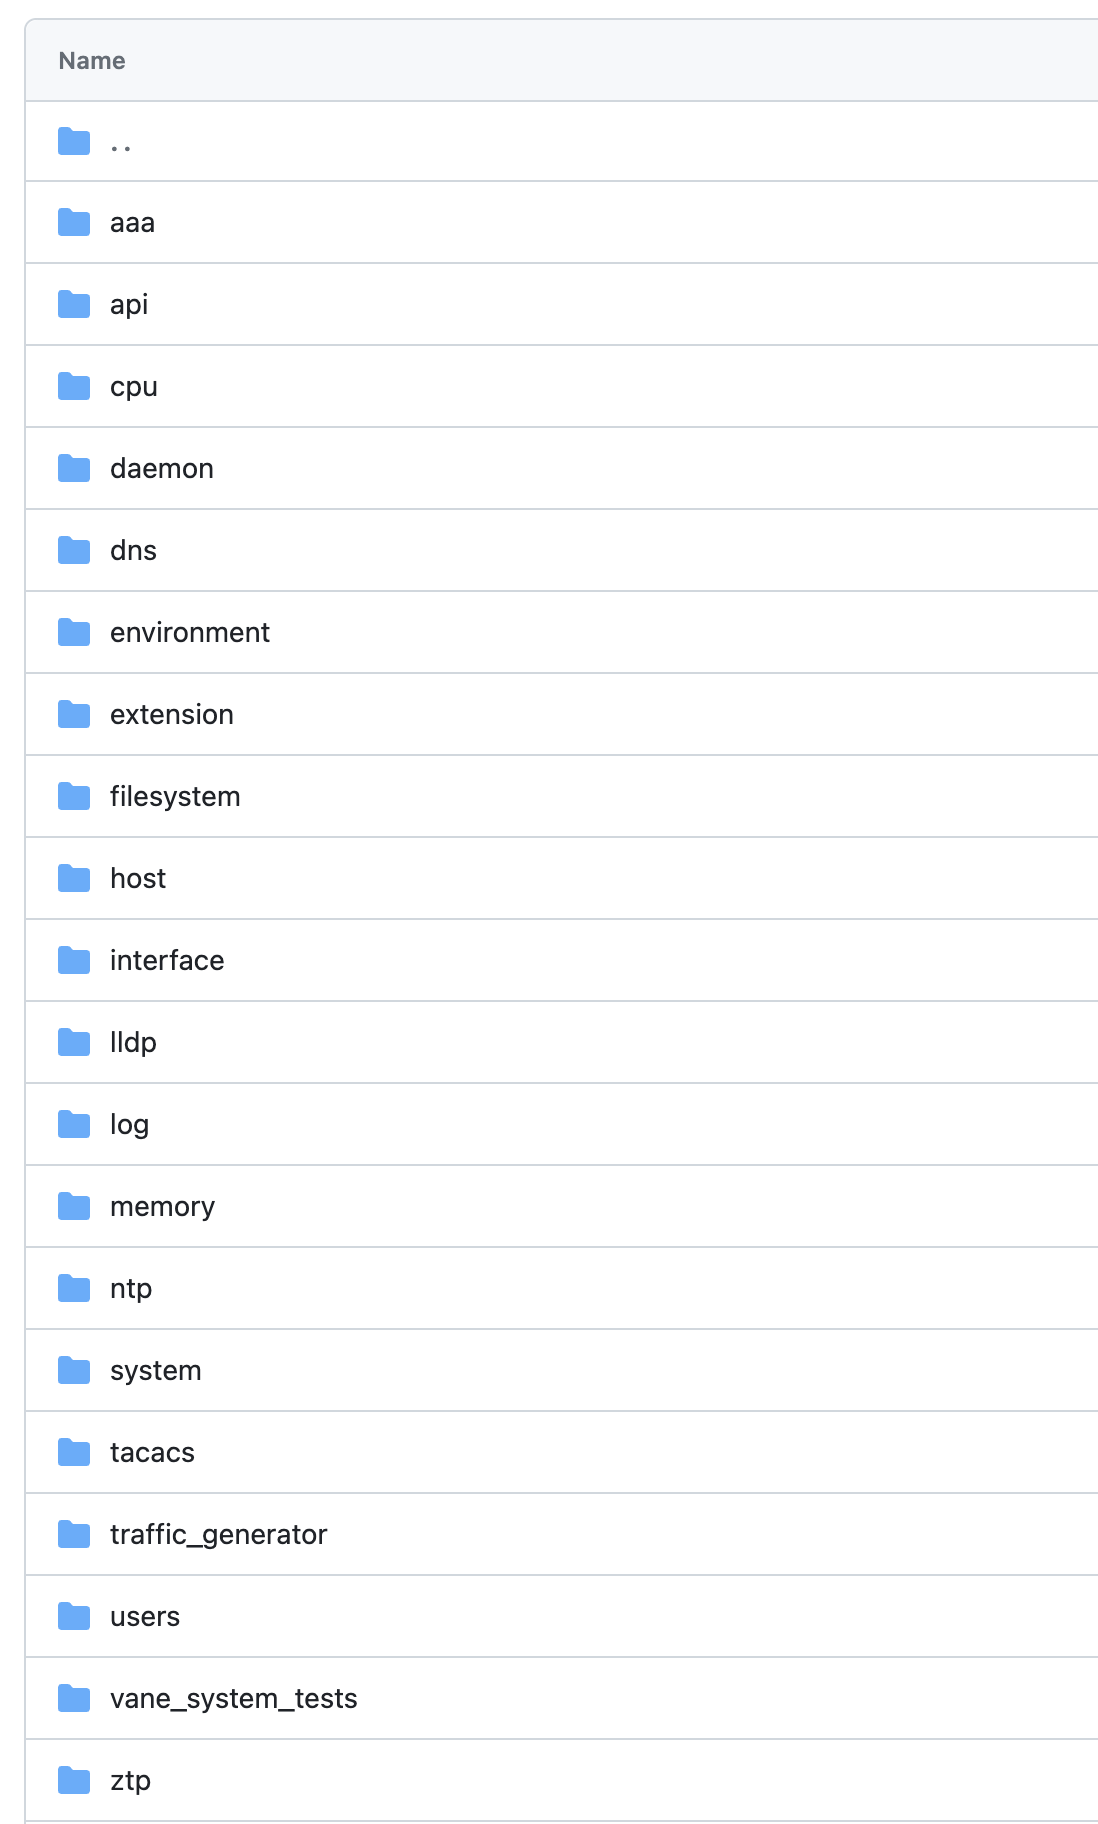 Name
..
aaa
api
cpu
daemon
dns
environment
extension
filesystem
host
interface
lldp
log
memory
ntp
system
tacacs
traffic_generator
users
vane_system_tests
ztp